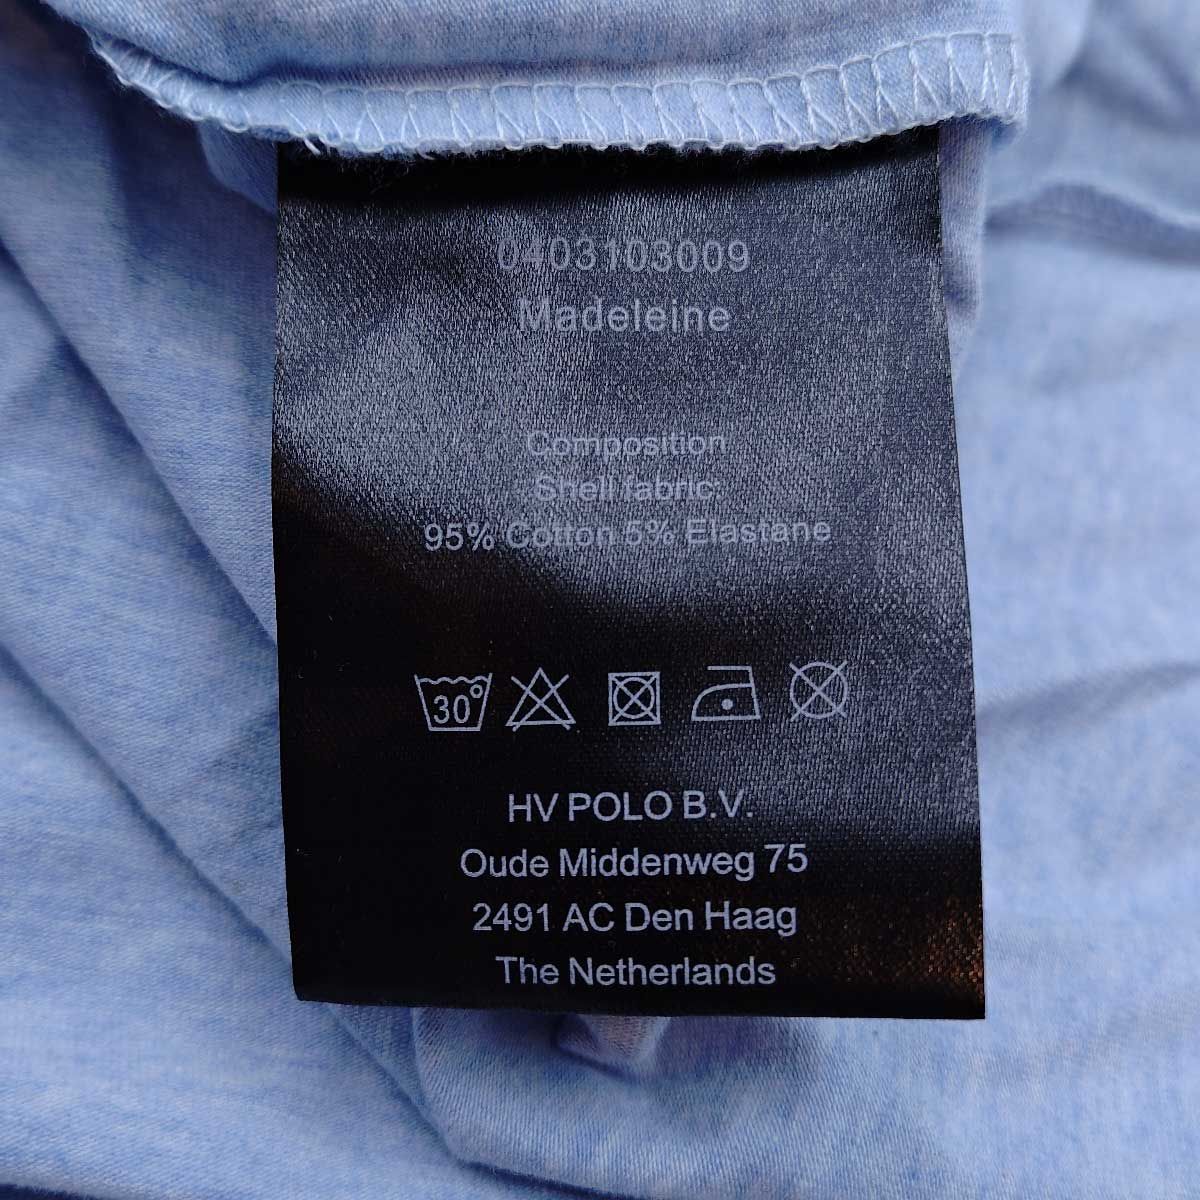 0403103009
Madeleine
Composition
Shell fabric:
95% Cotton 5% Elastane
30°
HV POLO B.V.
Oude Middenweg 75
2491 AC Den Haag
The Netherlands